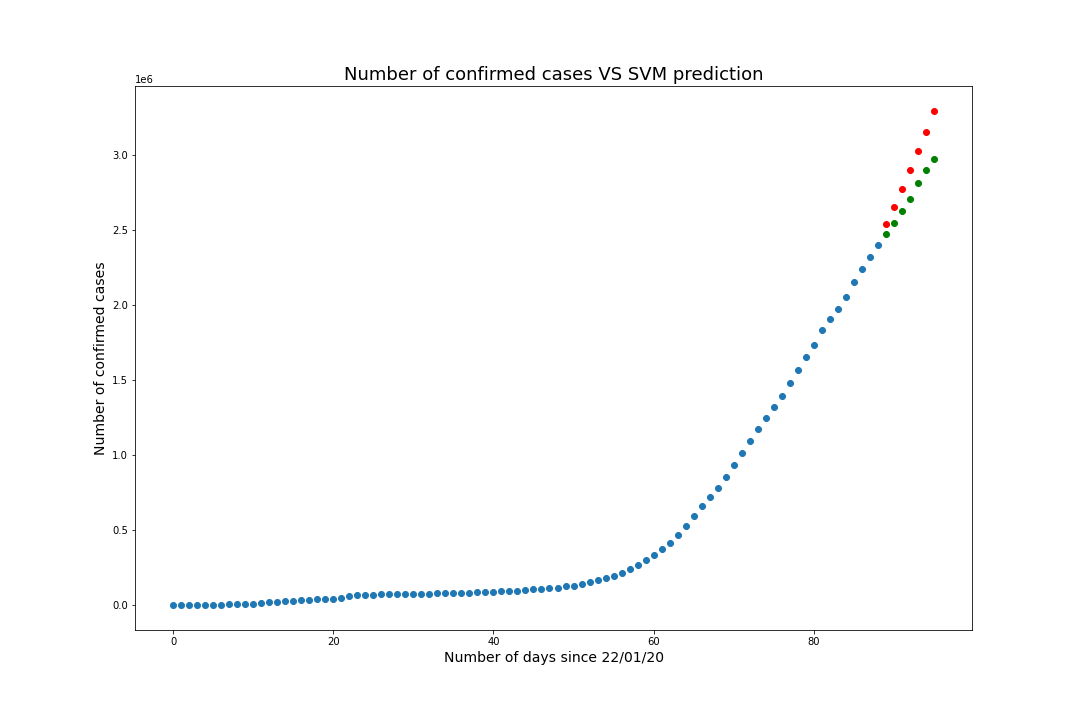 Number of confirmed cases VS SVM prediction
1e6
3.0
2.5
2.0
1.5
1.0
0.5
0.0
Number of confirmed cases
0 20 40 60 80
Number of days since 22/01/20